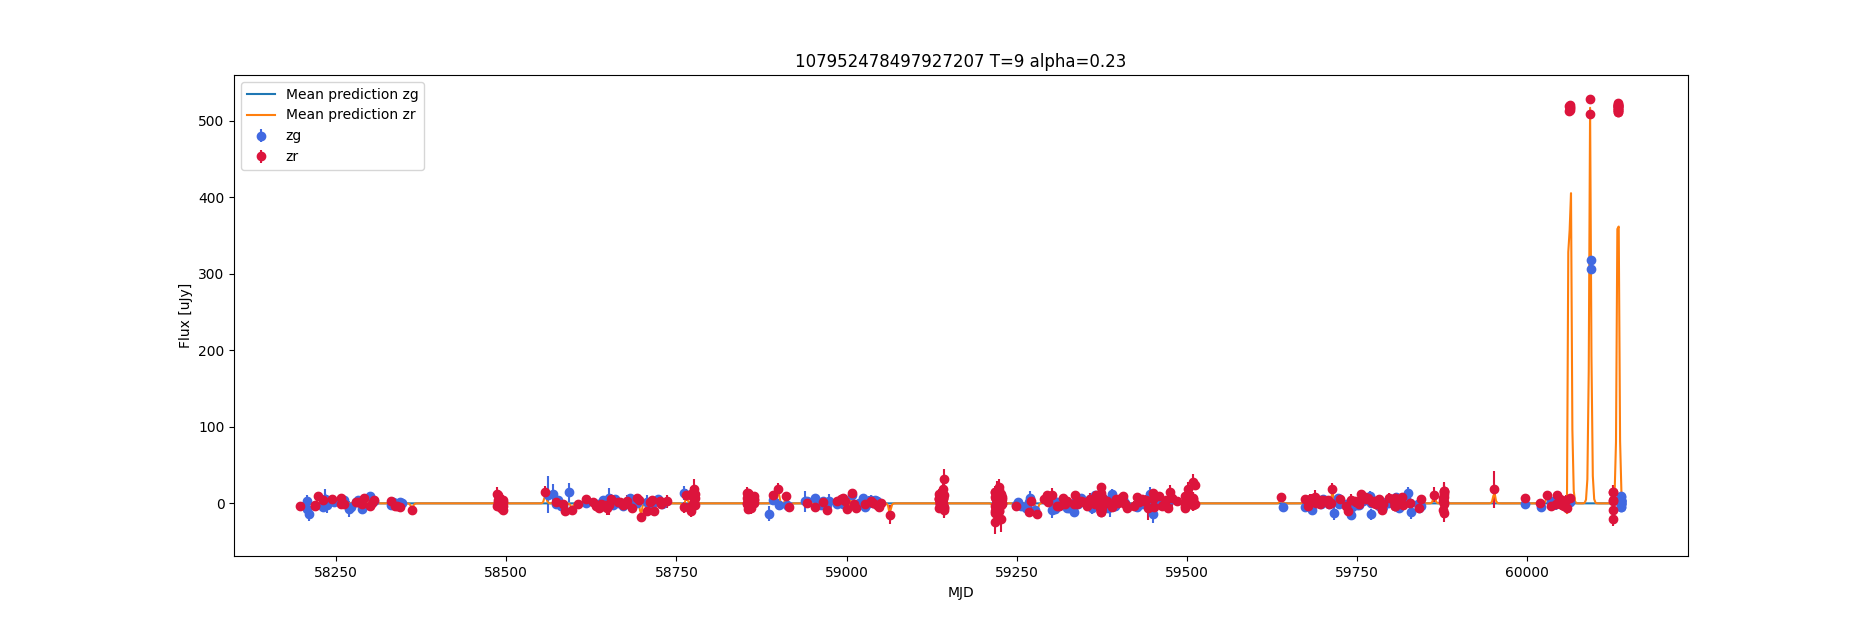 107952478497927207 T=9 alpha=0.23
Mean prediction zg
Mean prediction zr
zg
zr
Flux [uJy]
500
400
300
200
100
0
58250 58500 58750 59000 59250 59500 59750 60000
MJD